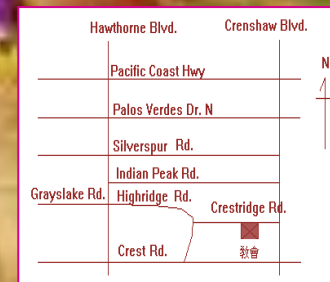 Hawthorne Blvd. Crenshaw Blvd.
N
Pacific Coast Hwy
Palos Verdes Dr. N
Silverspur Rd.
Indian Peak Rd.
Grayslake Rd. Highridge Rd.
Crestridge Rd.
Crest Rd. 教會